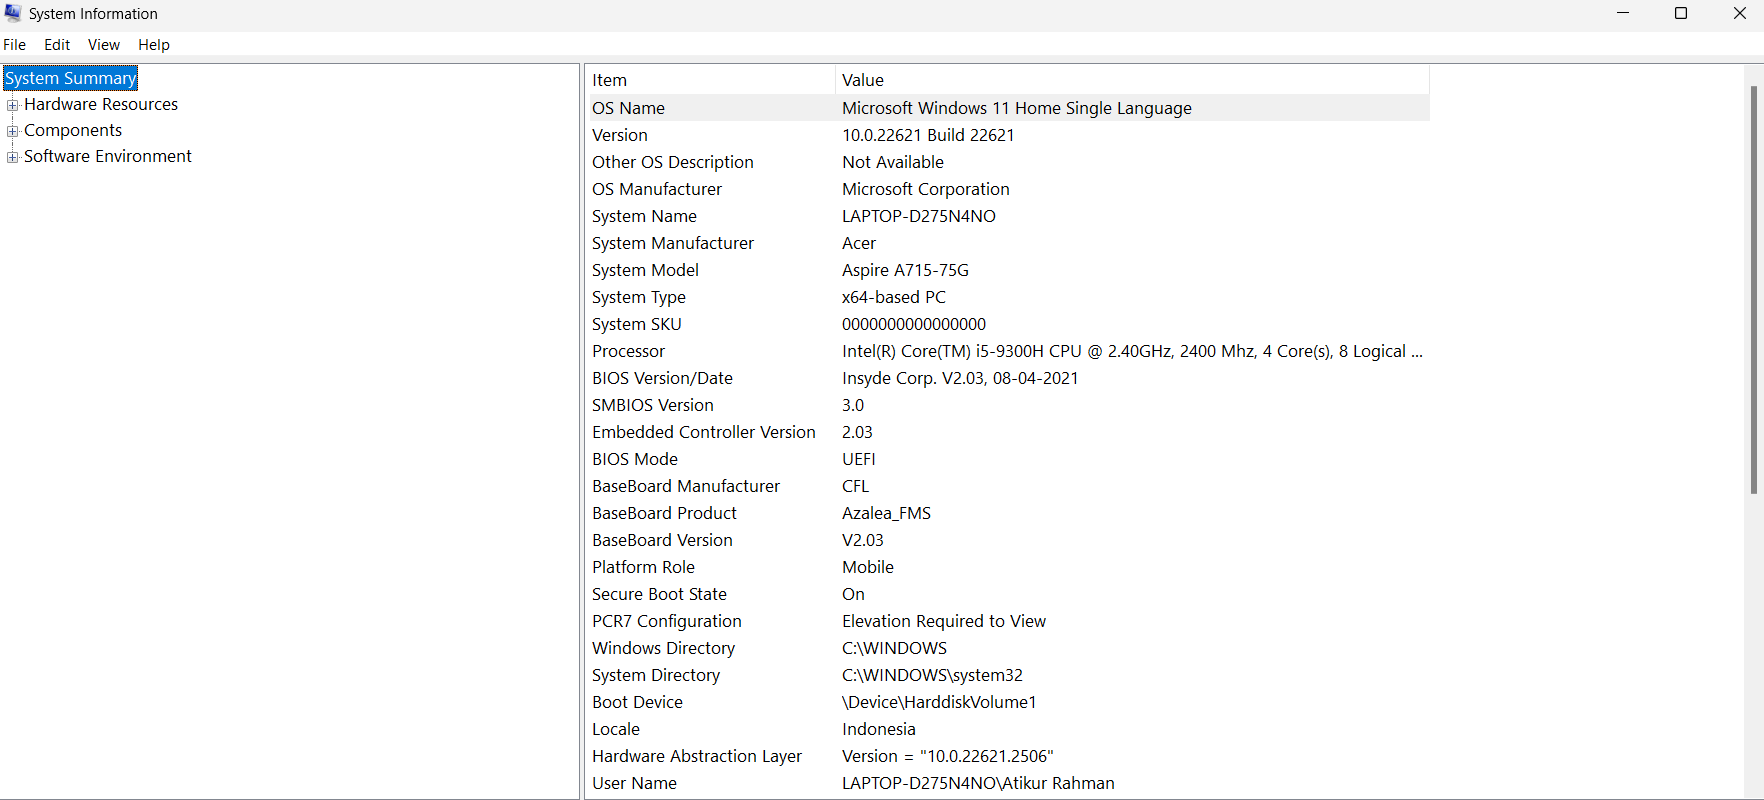 System Information
File Edit View Help
System Summary
Hardware Resources
Components
Software Environment
Item Value
OS Name Microsoft Windows 11 Home Single Language
Version 10.0.22621 Build 22621
Other OS Description Not Available
OS Manufacturer Microsoft Corporation
System Name LAPTOP-D275N4NO
System Manufacturer Acer
System Model Aspire A715-75G
System Type x64-based PC
System SKU 0000000000000000
Processor Intel(R) Core(TM) i5-9300H CPU @ 2.40GHz, 2400 Mhz, 4 Core(s), 8 Logical ...
BIOS Version/Date Insyde Corp. V2.03, 08-04-2021
SMBIOS Version 3.0
Embedded Controller Version 2.03
BIOS Mode UEFI
BaseBoard Manufacturer CFL
BaseBoard Product Azalea_FMS
BaseBoard Version V2.03
Platform Role Mobile
Secure Boot State On
PCR7 Configuration Elevation Required to View
Windows Directory C:\WINDOWS
System Directory C:\WINDOWS\system32
Boot Device \Device\HarddiskVolume1
Locale Indonesia
Hardware Abstraction Layer Version = "10.0.22621.2506"
User Name LAPTOP-D275N4NO\Atikur Rahman